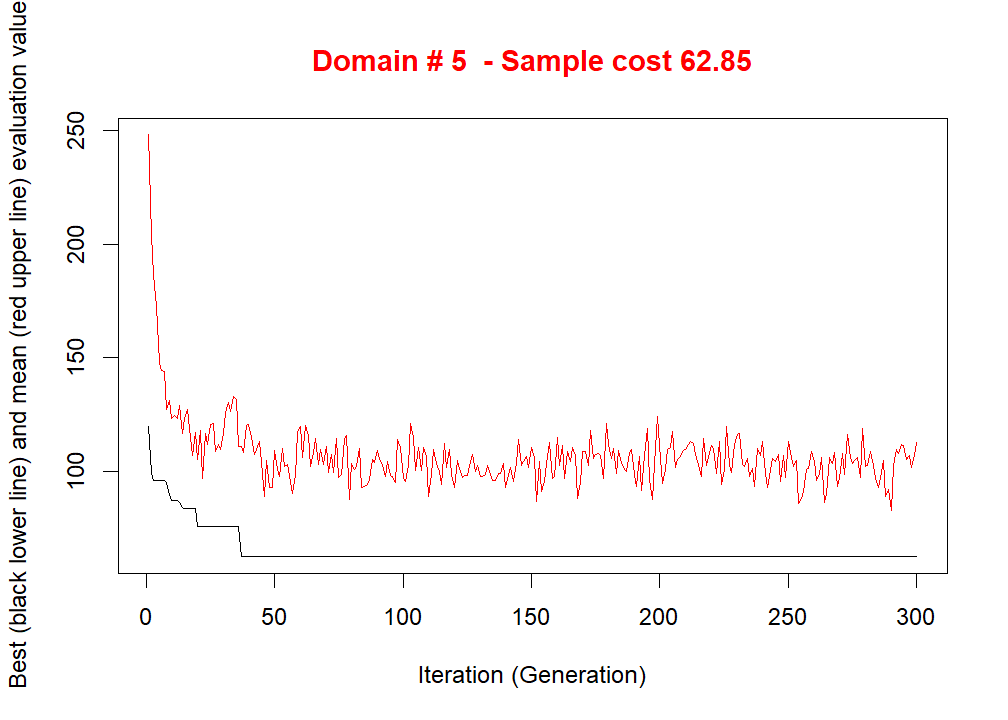 Domain # 5  - Sample cost 62.85
Best (black lower line) and mean (red upper line) evaluation value
250
200
150
100
0 50 100 150 200 250 300
Iteration (Generation)